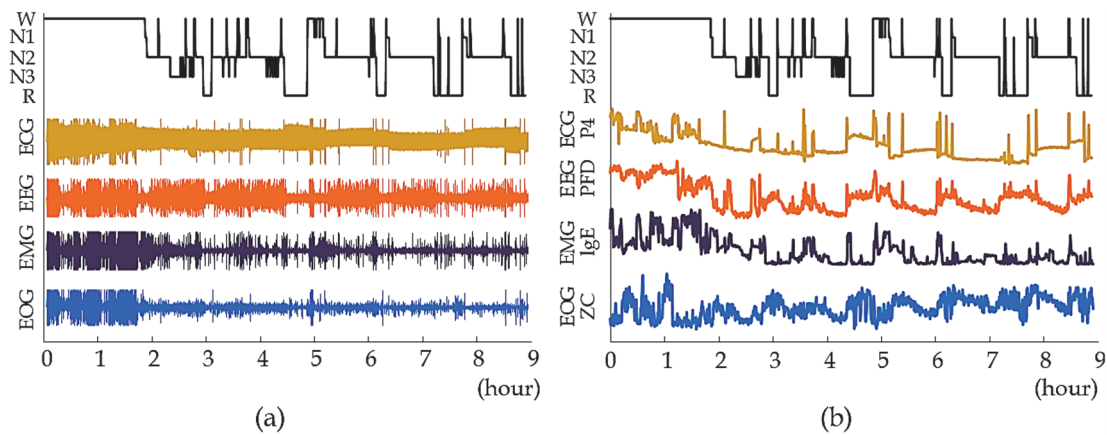 W
N1
N2
N3
R
ECG
EEG
EMG
EOG
0 1 2 3 4 5 6 7 8 9
(hour)
(a)
W
N1
N2
N3
R
ECG
P4
EEG
PFD
EMG
lgE
EOG
ZC
0 1 2 3 4 5 6 7 8 9
(hour)
(b)